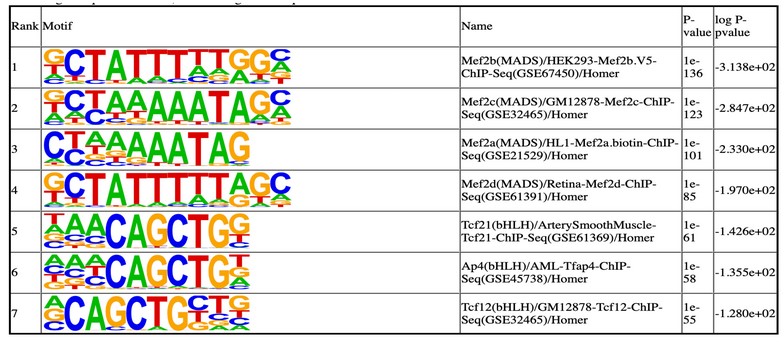 Rank Motif Name P-value log P-pvalue
1 GCTATTTTTGGC Mef2b(MADS)/HEK293-Mef2b.V5-ChIP-Seq(GSE67450)/Homer 1e-136 -3.138e+02
2 GCTAAAAATAGC Mef2c(MADS)/GM12878-Mef2c-ChIP-Seq(GSE32465)/Homer 1e-123 -2.847e+02
3 CTAAAAATAG Mef2a(MADS)/HL1-Mef2a.biotin-ChIP-Seq(GSE21529)/Homer 1e-101 -2.330e+02
4 GCTATTTTTAGC Mef2d(MADS)/Retina-Mef2d-ChIP-Seq(GSE61391)/Homer 1e-85 -1.970e+02
5 TAACAGCTGG Tcf21(bHLH)/ArterySmoothMuscle-Tcf21-ChIP-Seq(GSE61369)/Homer 1e-61 -1.426e+02
6 AAACAGCTGT Ap4(bHLH)/AML-Tfap4-ChIP-Seq(GSE45738)/Homer 1e-58 -1.355e+02
7 ACAGCTGCTG Tcf12(bHLH)/GM12878-Tcf12-ChIP-Seq(GSE32465)/Homer 1e-55 -1.280e+02